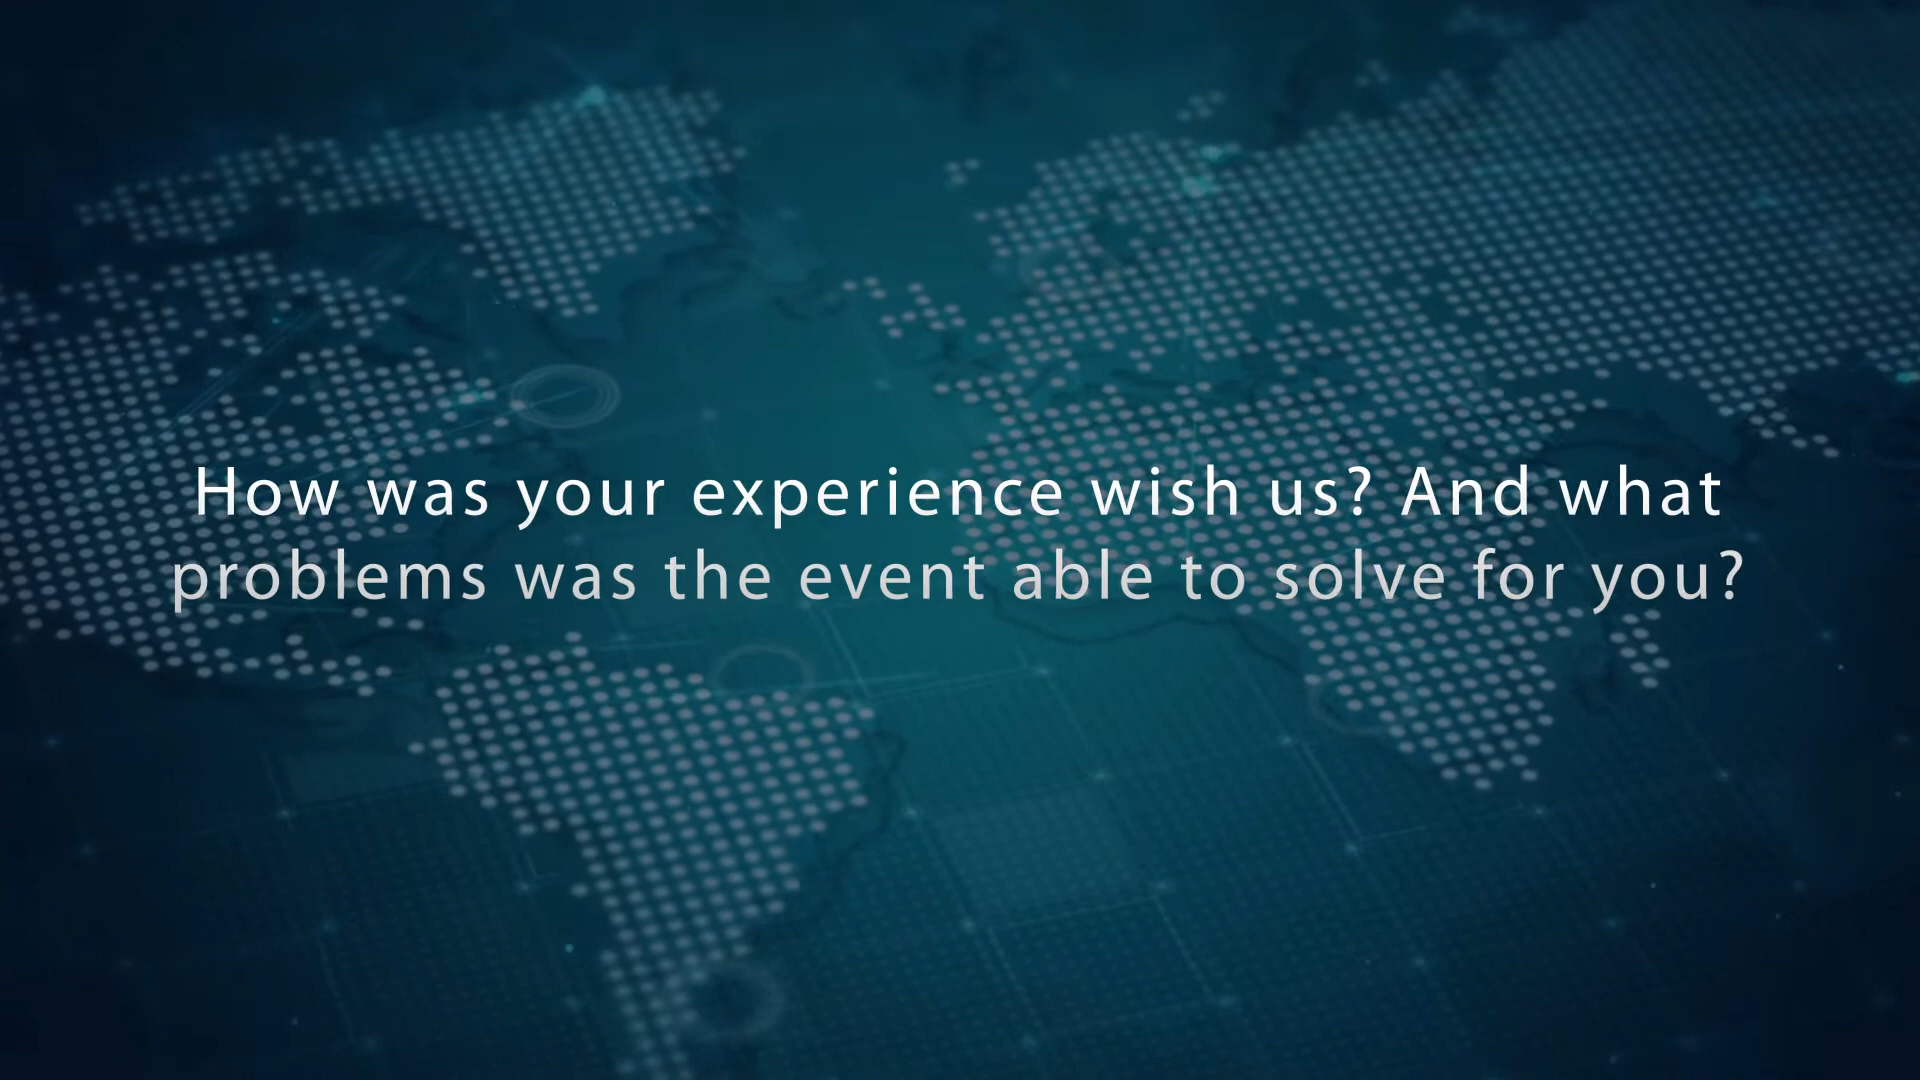 How was your experience wish us? And what
problems was the event able to solve for you?